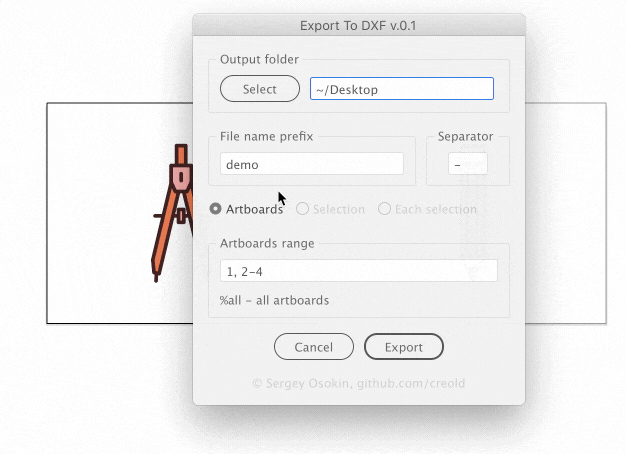 Export To DXF v.0.1
Output folder
Select ~/Desktop
File name prefix Separator
demo -
Artboards Selection Each selection
Artboards range
1, 2-4
%all - all artboards
Cancel Export
© Sergey Osokin, github.com/creold